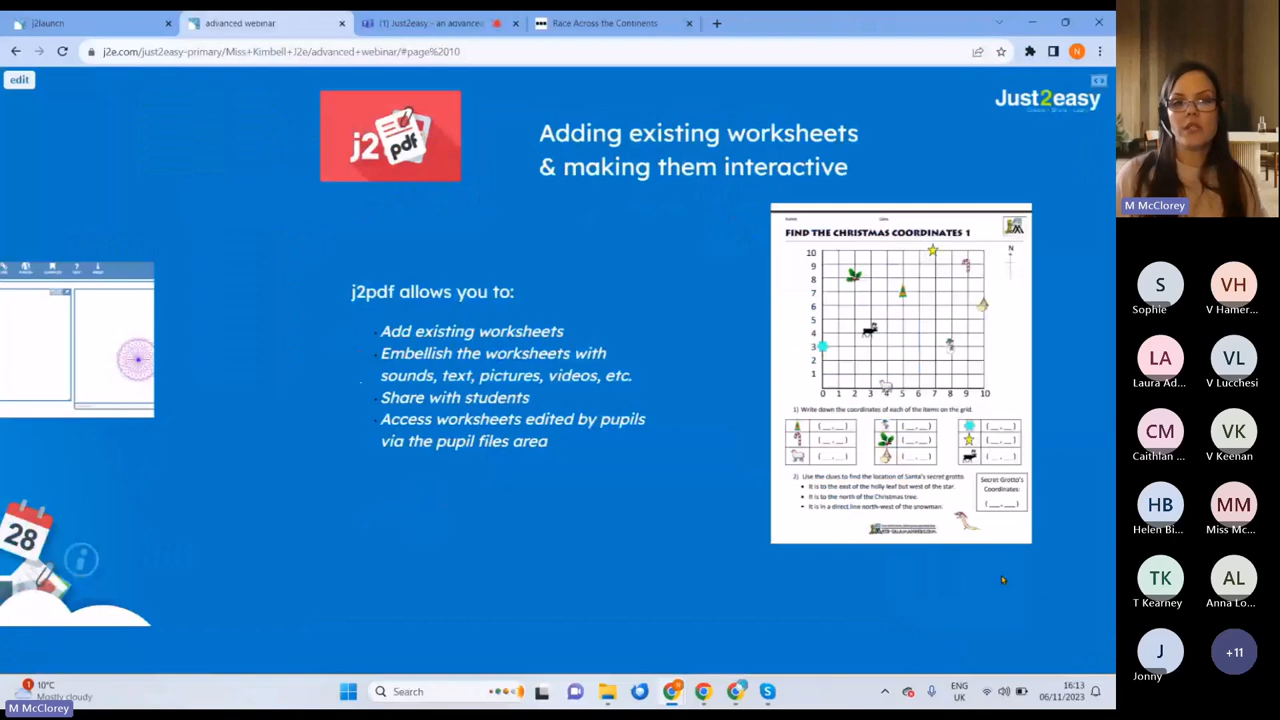 j2launch
advanced webinar
(1) Just2easy - an advanced
Race Across the Continents
j2e.com/just2easy-primary/Miss+Kimbell+J2e/advanced+webinar/#page%2010
N
edit
j2 pdf
Adding existing worksheets
& making them interactive
Just2easy
j2pdf allows you to:
Add existing worksheets
Embellish the worksheets with
sounds, text, pictures, videos, etc.
Share with students
Access worksheets edited by pupils
via the pupil files area
FIND THE CHRISTMAS COORDINATES 1
N
10
9
8
7
6
5
4
3
2
1
0 1 2 3 4 5 6 7 8 9 10
1) Write down the coordinates of each of the items on the grid.
2) Use the clues to find the location of Santa's secret grotto.
It is to the east of the holly leaf but west of the star.
It is to the north of the Christmas tree.
It is in a direct line north-west of the snowman.
Secret Grotto's
Coordinates:
(__,__)
28
M McClorey
S
Sophie
VH
V Hamer...
LA
Laura Ad...
VL
V Lucchesi
CM
Caithlan ...
VK
V Keenan
HB
Helen Bi...
MM
Miss Mc...
TK
T Kearney
AL
Anna Lo...
J
Jonny
+11
1
10°C
Mostly cloudy
M McClorey
Search
ENG
UK
16:13
06/11/2023